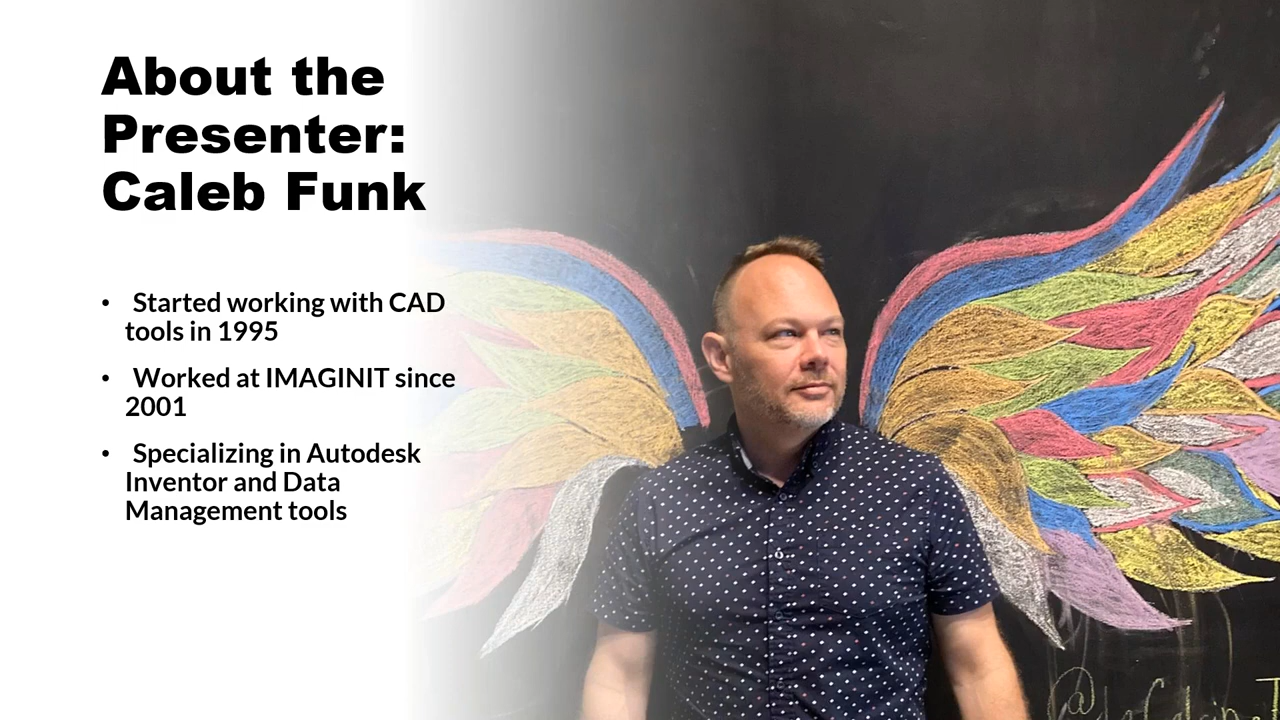 About the
Presenter:
Caleb Funk
• Started working with CAD
tools in 1995
• Worked at IMAGINIT since
2001
• Specializing in Autodesk
Inventor and Data
Management tools